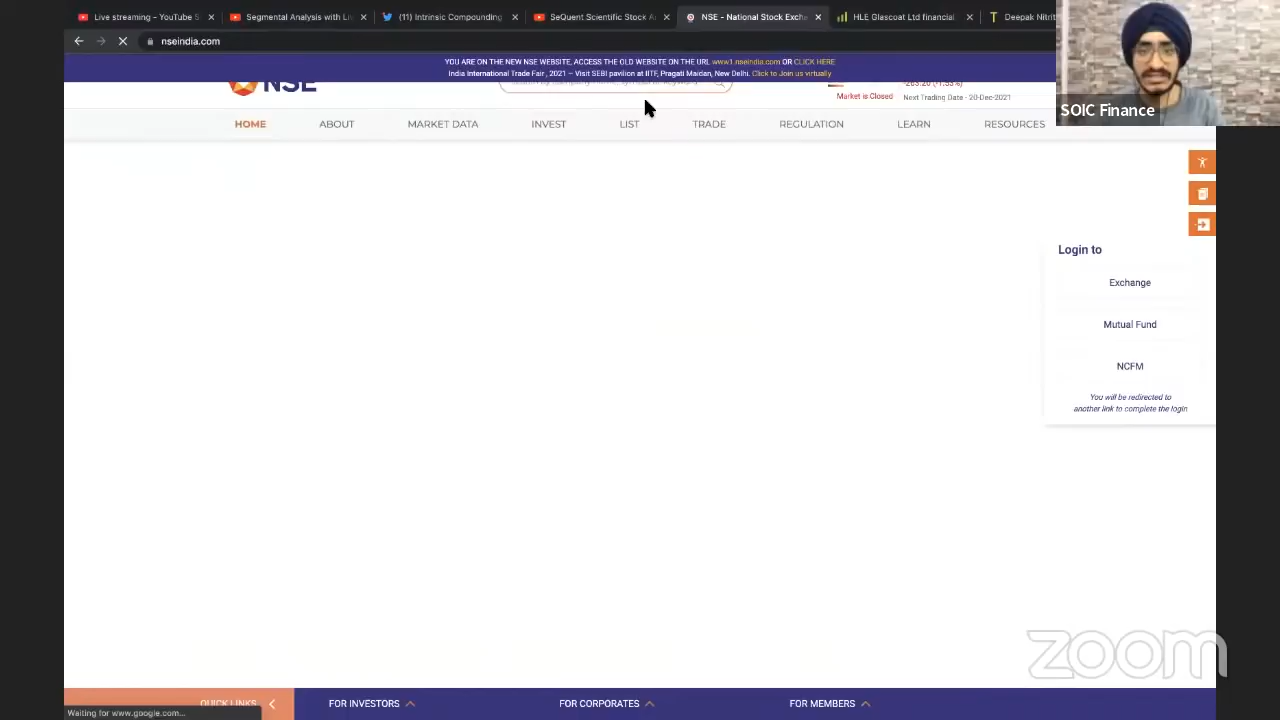 Live streaming - YouTube S
Segmental Analysis with Li
(11) Intrinsic Compounding
SeQuent Scientific Stock A
NSE - National Stock Excha
HLE Glascoat Ltd financial
Deepak Nitrit
nseindia.com
YOU ARE ON THE NEW NSE WEBSITE, ACCESS THE OLD WEBSITE ON THE URL www1.nseindia.com OR CLICK HERE
India International Trade Fair , 2021 – Visit SEBI pavilion at IITF, Pragati Maidan, New Delhi. Click to Join us virtually
NSE
-263.20 (-1.53%)
Market is Closed
Next Trading Date - 20-Dec-2021
SOIC Finance
HOME
ABOUT
MARKET DATA
INVEST
LIST
TRADE
REGULATION
LEARN
RESOURCES
Login to
Exchange
Mutual Fund
NCFM
You will be redirected to
another link to complete the login
zoom
QUICK LINKS
FOR INVESTORS
FOR CORPORATES
FOR MEMBERS
Waiting for www.google.com...